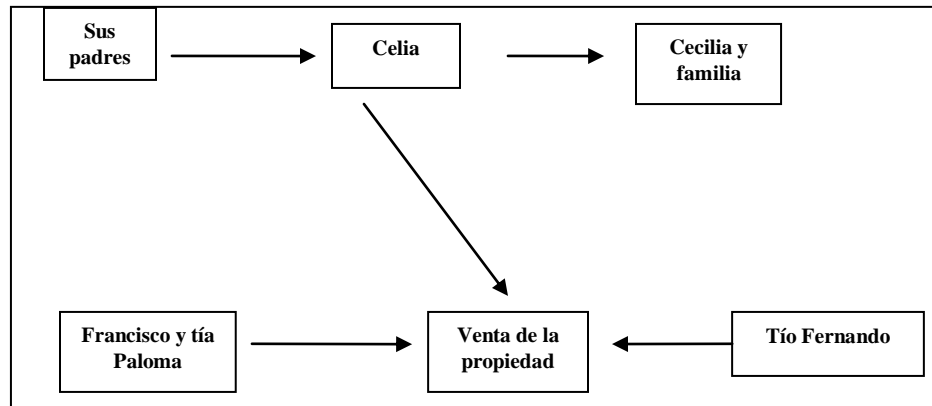 Sus
padres
Celia
Cecilia y
familia
Francisco y tía
Paloma
Venta de la
propiedad
Tío Fernando